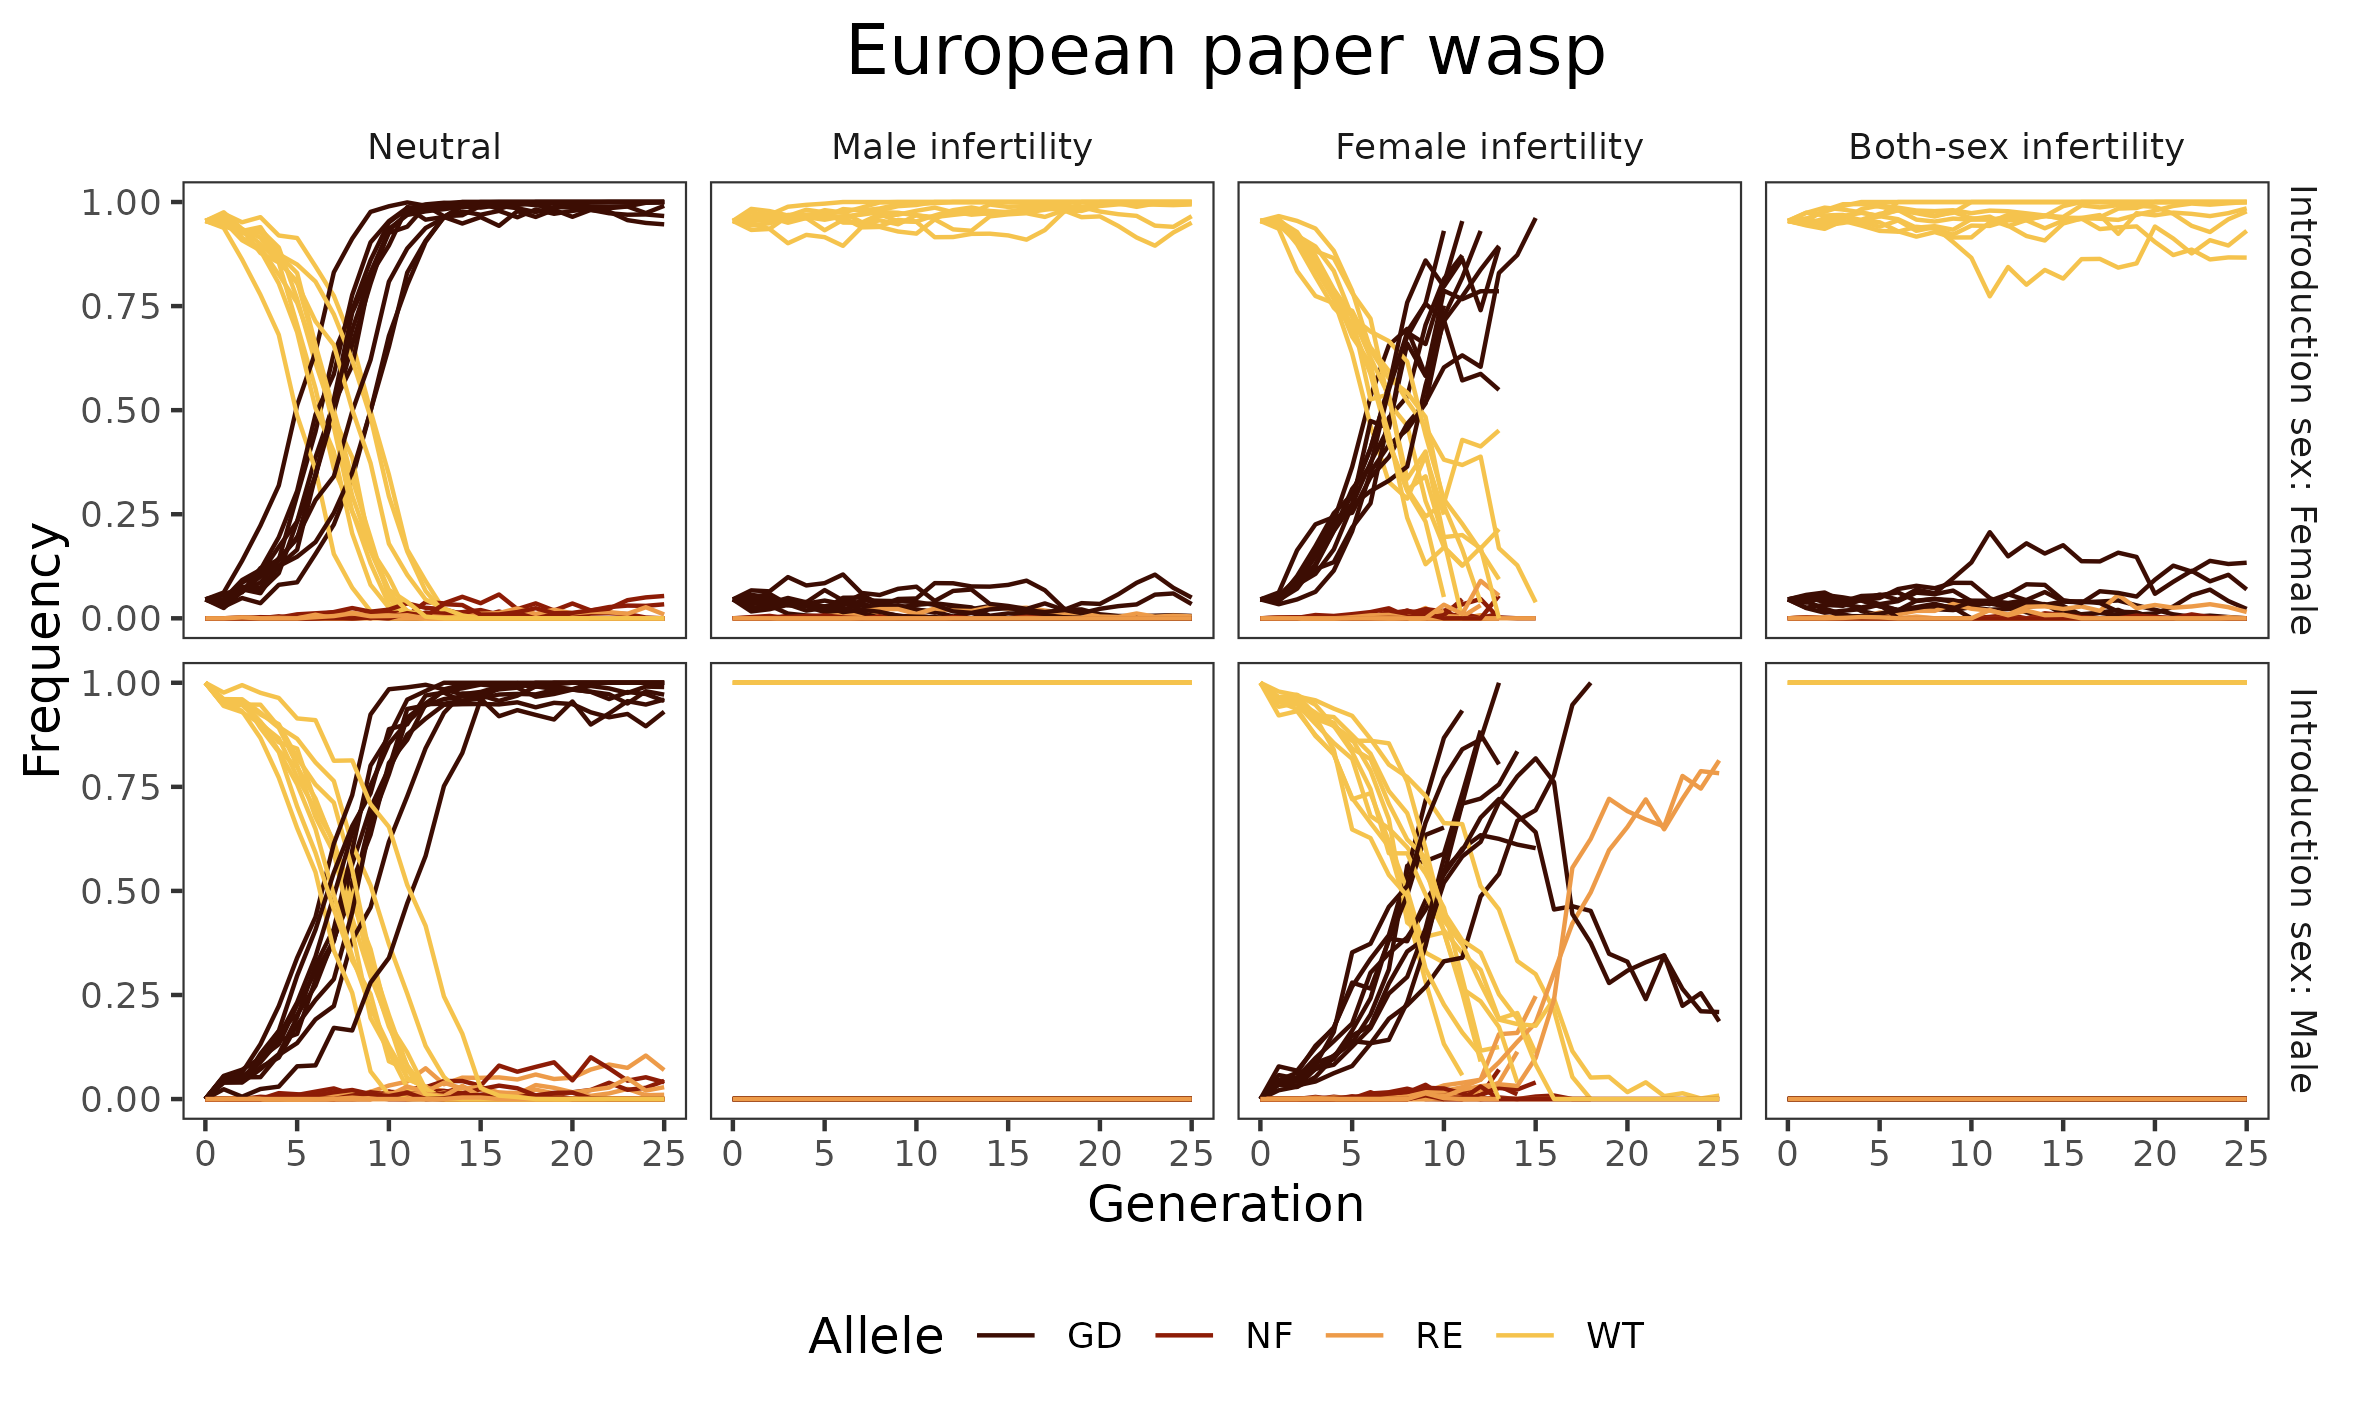 European paper wasp
Neutral
Male infertility
Female infertility
Both-sex infertility
Frequency
1.00
0.75
0.50
0.25
0.00
Introduction sex: Female
1.00
0.75
0.50
0.25
0.00
Introduction sex: Male
0 5 10 15 20 25
0 5 10 15 20 25
0 5 10 15 20 25
0 5 10 15 20 25
Generation
Allele GD NF RE WT